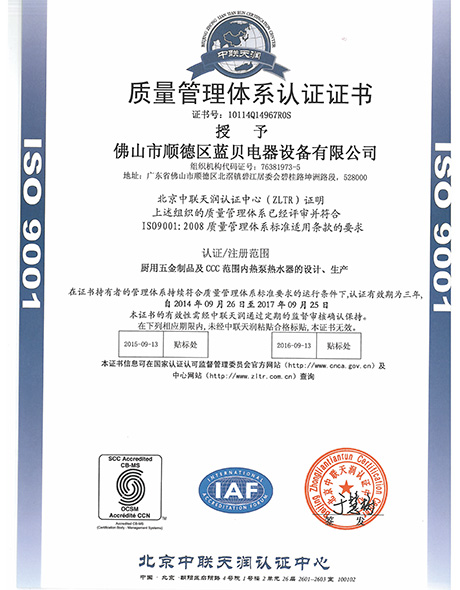 BEIJING ZHONG LIAN TIAN RUN CERTIFICATION CENTER
中联天润
质量管理体系认证证书
证书号：10114Q14967R0S
授 予
佛山市顺德区蓝贝电器设备有限公司
组织机构代码证号：76381973-5
地址：广东省佛山市顺德区北滘镇碧江居委会碧桂路坤洲路段，528000
北京中联天润认证中心（ZLTR）证明
上述组织的质量管理体系已经评审并符合
ISO9001：2008 质量管理体系标准适用条款的要求
认证/注册范围
厨用五金制品及 CCC 范围内热泵热水器的设计、生产
在证书持有者的管理体系持续符合质量管理体系标准要求的运行条件下，认证有效期为三年，
自 2014 年 09 月 26 日至 2017 年 09 月 25 日
本证书的有效性需经中联天润通过定期的监督审核确认保持。
在下列相应期限内，未经中联天润粘贴合格标贴，本证书无效。
2015-09-13 贴标处 2016-09-13 贴标处
本证书信息可在国家认证认可监督管理委员会官方网站（http://www.cnca.gov.cn）及
中心网站（http://www.zltr.com.cn）查询
ISO 9001
ISO 9001
SCC Accredited
CB-MS
OCSM
Accrédité CCN
Accredited CB-MS
(Certification Body - Management Systems)
INTERNATIONAL
IAF
ACCREDITATION FORUM
Beijing Zhongliantianrun Certification Center
北京中联天润认证中心
签 发
北京中联天润认证中心
中国·北京·朝阳区启阳路 4 号院 1 号楼 2 单元 26 层 2601-2603 室 100102